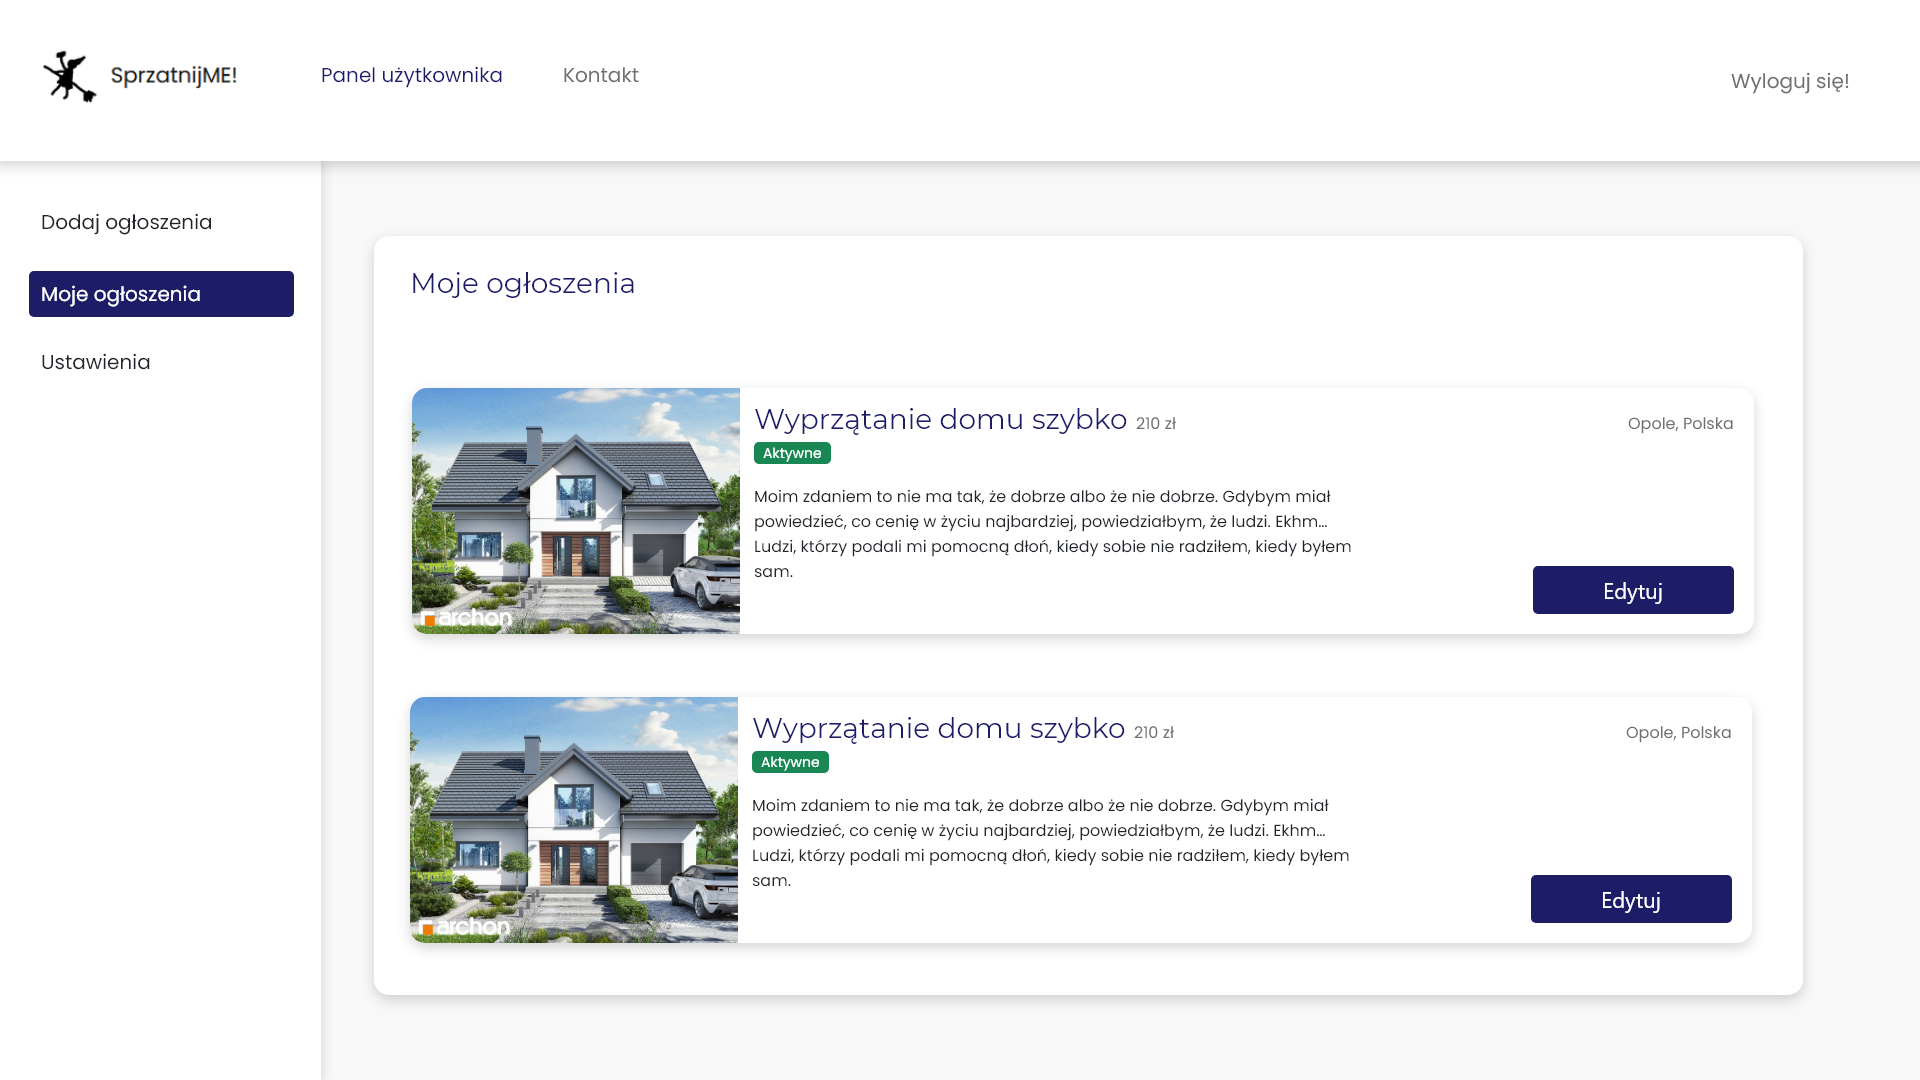 SprzatnijME!
Panel użytkownika
Kontakt
Wyloguj się!
Dodaj ogłoszenia
Moje ogłoszenia
Ustawienia
Moje ogłoszenia
Wyprzątanie domu szybko 210 zł
Opole, Polska
Aktywne
Moim zdaniem to nie ma tak, że dobrze albo że nie dobrze. Gdybym miał
powiedzieć, co cenię w życiu najbardziej, powiedziałbym, że ludzi. Ekhm...
Ludzi, którzy podali mi pomocną dłoń, kiedy sobie nie radziłem, kiedy byłem
sam.
Edytuj
archon
Wyprzątanie domu szybko 210 zł
Opole, Polska
Aktywne
Moim zdaniem to nie ma tak, że dobrze albo że nie dobrze. Gdybym miał
powiedzieć, co cenię w życiu najbardziej, powiedziałbym, że ludzi. Ekhm...
Ludzi, którzy podali mi pomocną dłoń, kiedy sobie nie radziłem, kiedy byłem
sam.
Edytuj
archon